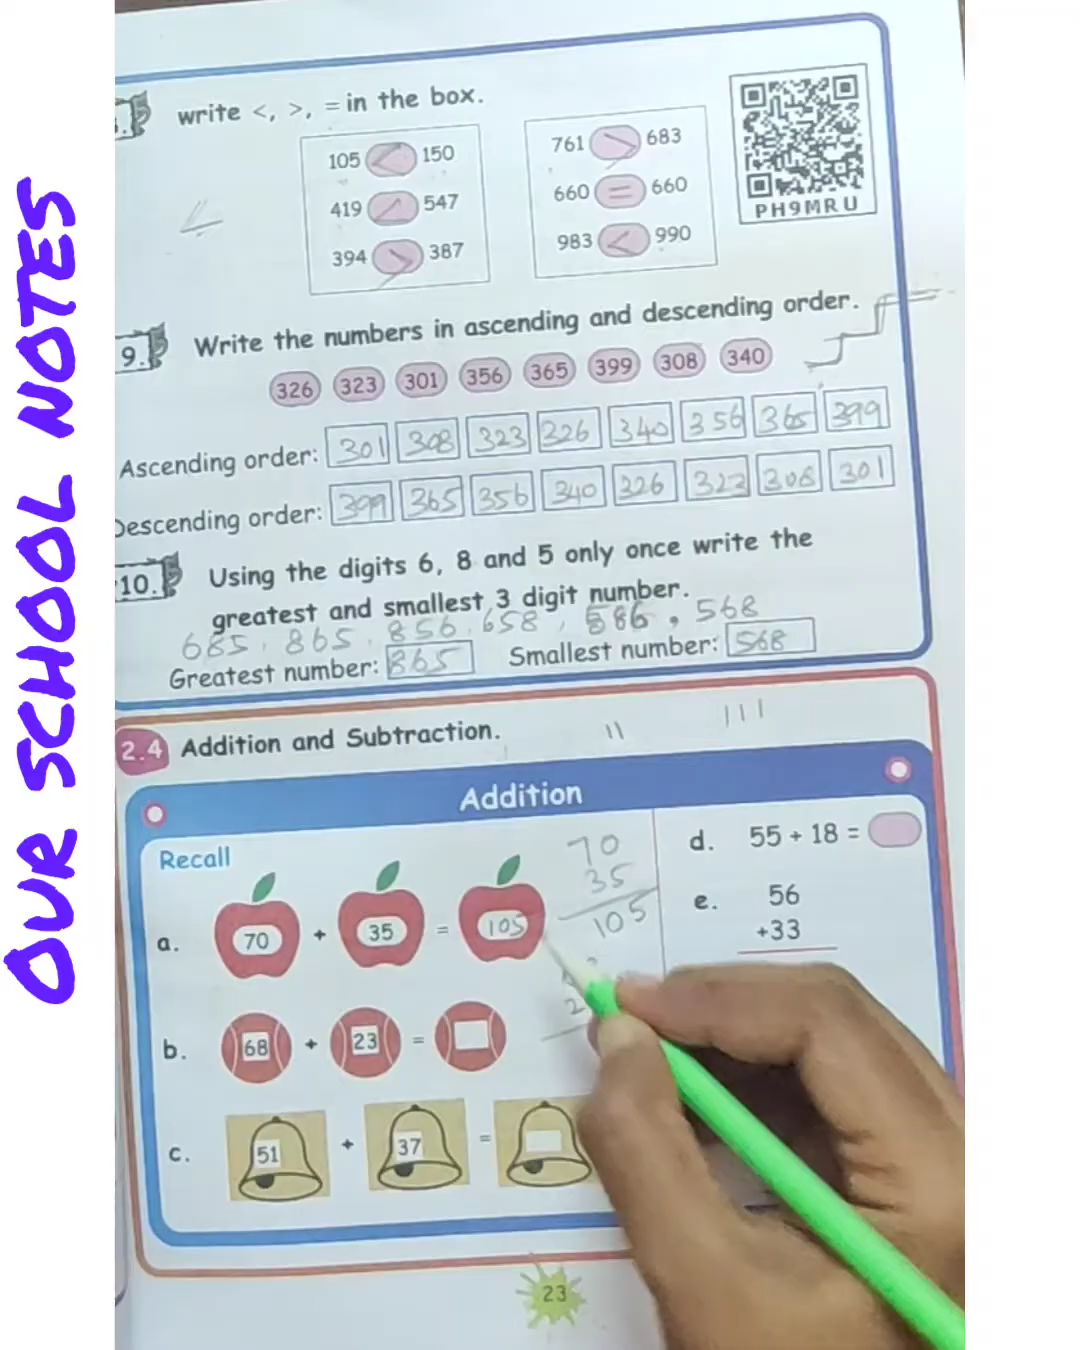 OUR SCHOOL NOTES
write <, >, = in the box.
105 < 150
419 547
394 > 387
761 > 683
660 = 660
983 < 990
PH9MRU
9. Write the numbers in ascending and descending order.
326 323 301 356 365 399 308 340
Ascending order: 301 308 323 326 340 356 365 399
Descending order: 399 365 356 340 326 323 308 301
10. Using the digits 6, 8 and 5 only once write the
greatest and smallest 3 digit number.
685, 865, 856, 658, 586, 568
Greatest number: 865 Smallest number: 568
2.4 Addition and Subtraction.
Addition
Recall
a. 70 + 35 = 105
70
35
105
b. 68 + 23 =
c. 51 + 37 =
d. 55 + 18 =
e. 56
+33
23